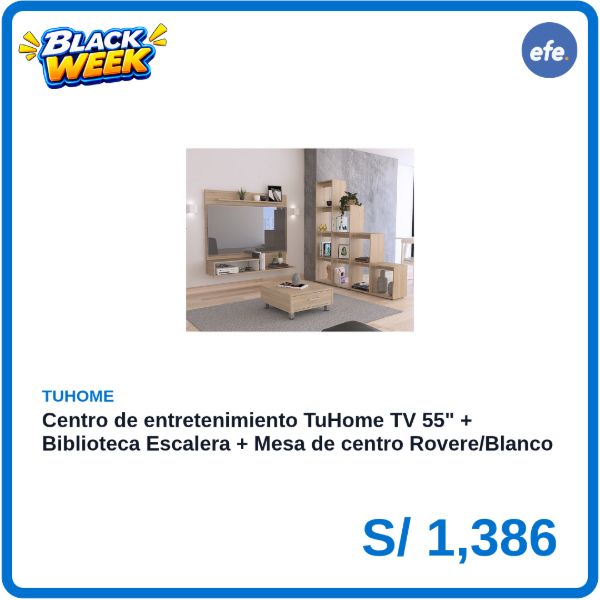 BLACK
WEEK
efe.
TUHOME
Centro de entretenimiento TuHome TV 55" +
Biblioteca Escalera + Mesa de centro Rovere/Blanco
S/ 1,386